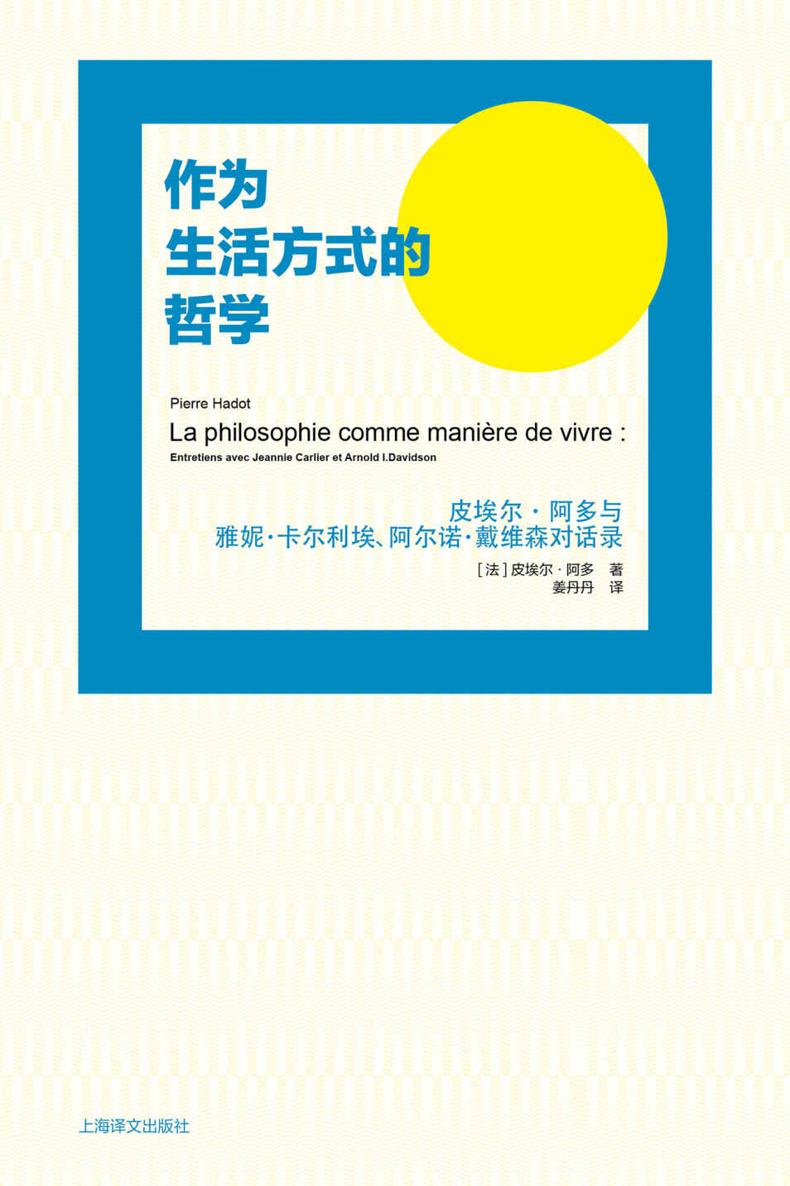 作为
生活方式的
哲学
Pierre Hadot
La philosophie comme manière de vivre :
Entretiens avec Jeannie Carlier et Arnold I.Davidson
皮埃尔·阿多与
雅妮·卡尔利埃、阿尔诺·戴维森对话录
[法]皮埃尔·阿多　著
姜丹丹　译
上海译文出版社